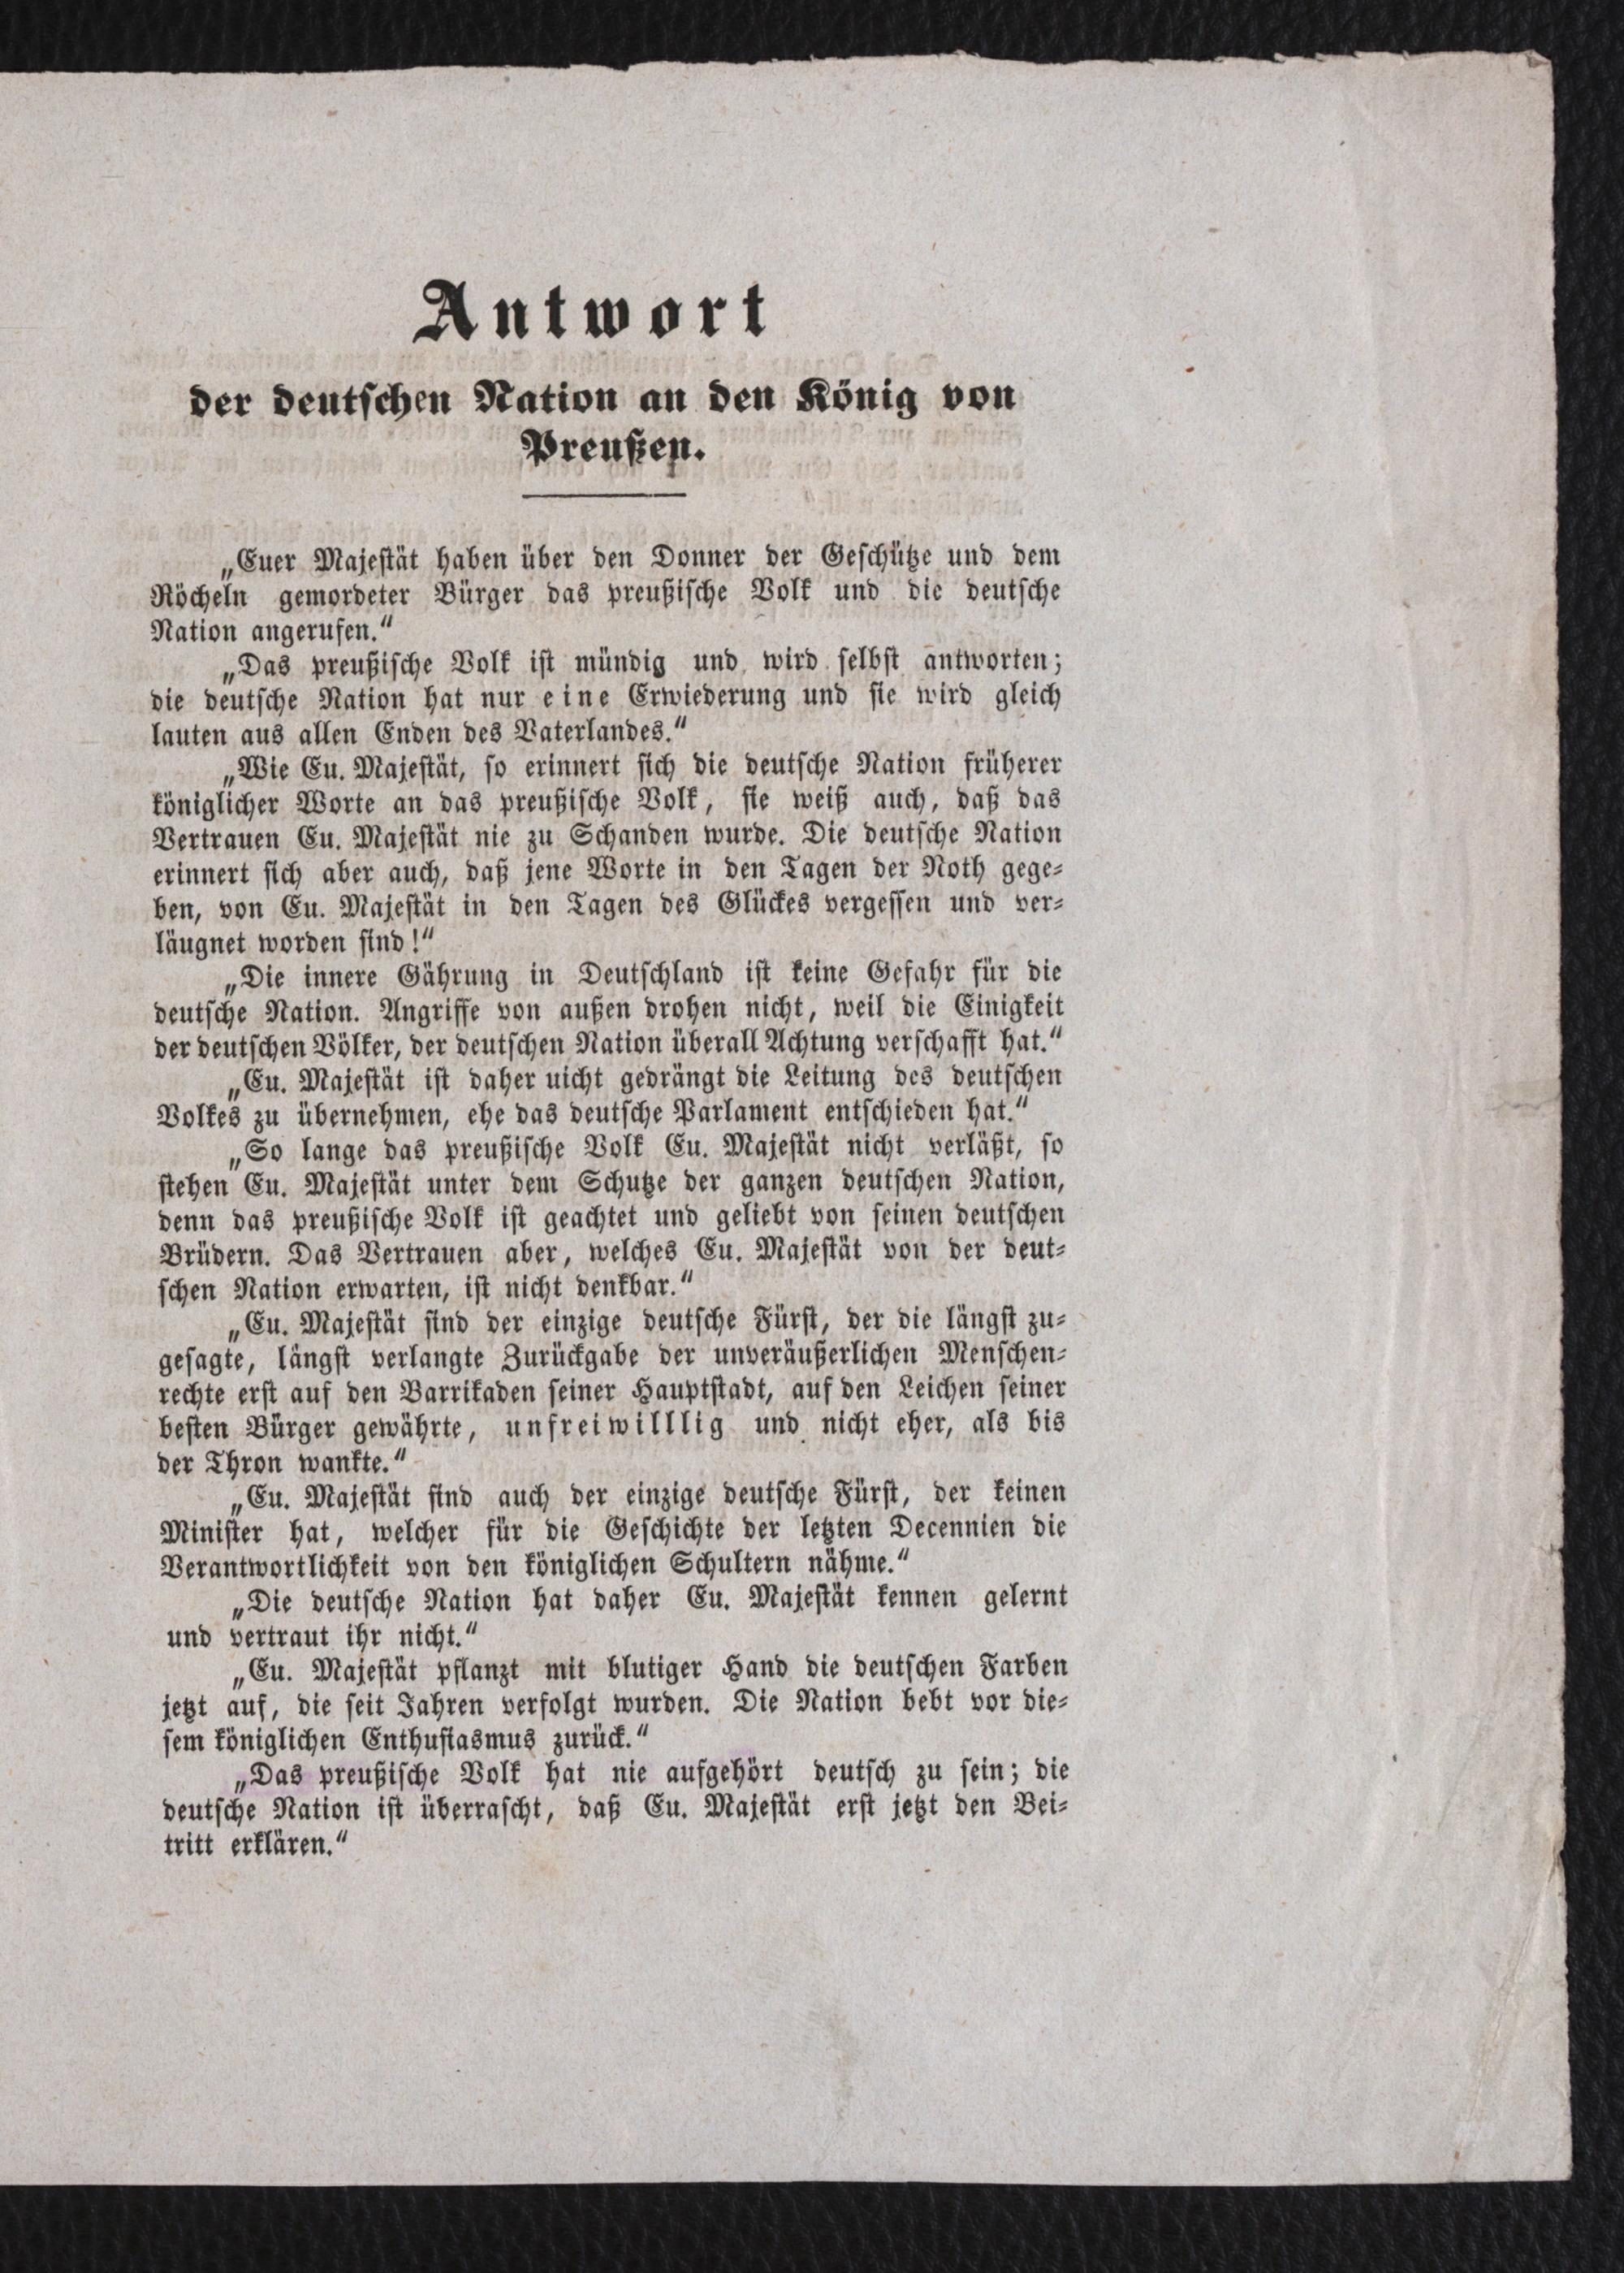 Antwort
der deutschen Nation an den König von
Preußen.
„Euer Majestät haben über den Donner der Geschütze und dem
Röcheln gemordeter Bürger das preußische Volk und die deutsche
Nation angerufen.“
„Das preußische Volk ist mündig und wird selbst antworten;
die deutsche Nation hat nur eine Erwiederung und sie wird gleich
lauten aus allen Enden des Vaterlandes.“
„Wie Eu. Majestät, so erinnert sich die deutsche Nation früherer
königlicher Worte an das preußische Volk, sie weiß auch, daß das
Vertrauen Eu. Majestät nie zu Schanden wurde. Die deutsche Nation
erinnert sich aber auch, daß jene Worte in den Tagen der Noth gege-
ben, von Eu. Majestät in den Tagen des Glückes vergessen und ver-
läugnet worden sind!“
„Die innere Gährung in Deutschland ist keine Gefahr für die
deutsche Nation. Angriffe von außen drohen nicht, weil die Einigkeit
der deutschen Völker, der deutschen Nation überall Achtung verschafft hat.“
„Eu. Majestät ist daher uicht gedrängt die Leitung des deutschen
Volkes zu übernehmen, ehe das deutsche Parlament entschieden hat.“
„So lange das preußische Volk Eu. Majestät nicht verläßt, so
stehen Eu. Majestät unter dem Schutze der ganzen deutschen Nation,
denn das preußische Volk ist geachtet und geliebt von seinen deutschen
Brüdern. Das Vertrauen aber, welches Eu. Majestät von der deut-
schen Nation erwarten, ist nicht denkbar.“
„Eu. Majestät sind der einzige deutsche Fürst, der die längst zu-
gesagte, längst verlangte Zurückgabe der unveräußerlichen Menschen-
rechte erst auf den Barrikaden seiner Hauptstadt, auf den Leichen seiner
besten Bürger gewährte, unfreiwilllig und nicht eher, als bis
der Thron wankte.“
„Eu. Majestät sind auch der einzige deutsche Fürst, der keinen
Minister hat, welcher für die Geschichte der letzten Decennien die
Verantwortlichkeit von den königlichen Schultern nähme.“
„Die deutsche Nation hat daher Eu. Majestät kennen gelernt
und vertraut ihr nicht.“
„Eu. Majestät pflanzt mit blutiger Hand die deutschen Farben
jetzt auf, die seit Jahren verfolgt wurden. Die Nation bebt vor die-
sem königlichen Enthusiasmus zurück.“
„Das preußische Volk hat nie aufgehört deutsch zu sein; die
deutsche Nation ist überrascht, daß Eu. Majestät erst jetzt den Bei-
tritt erklären.“